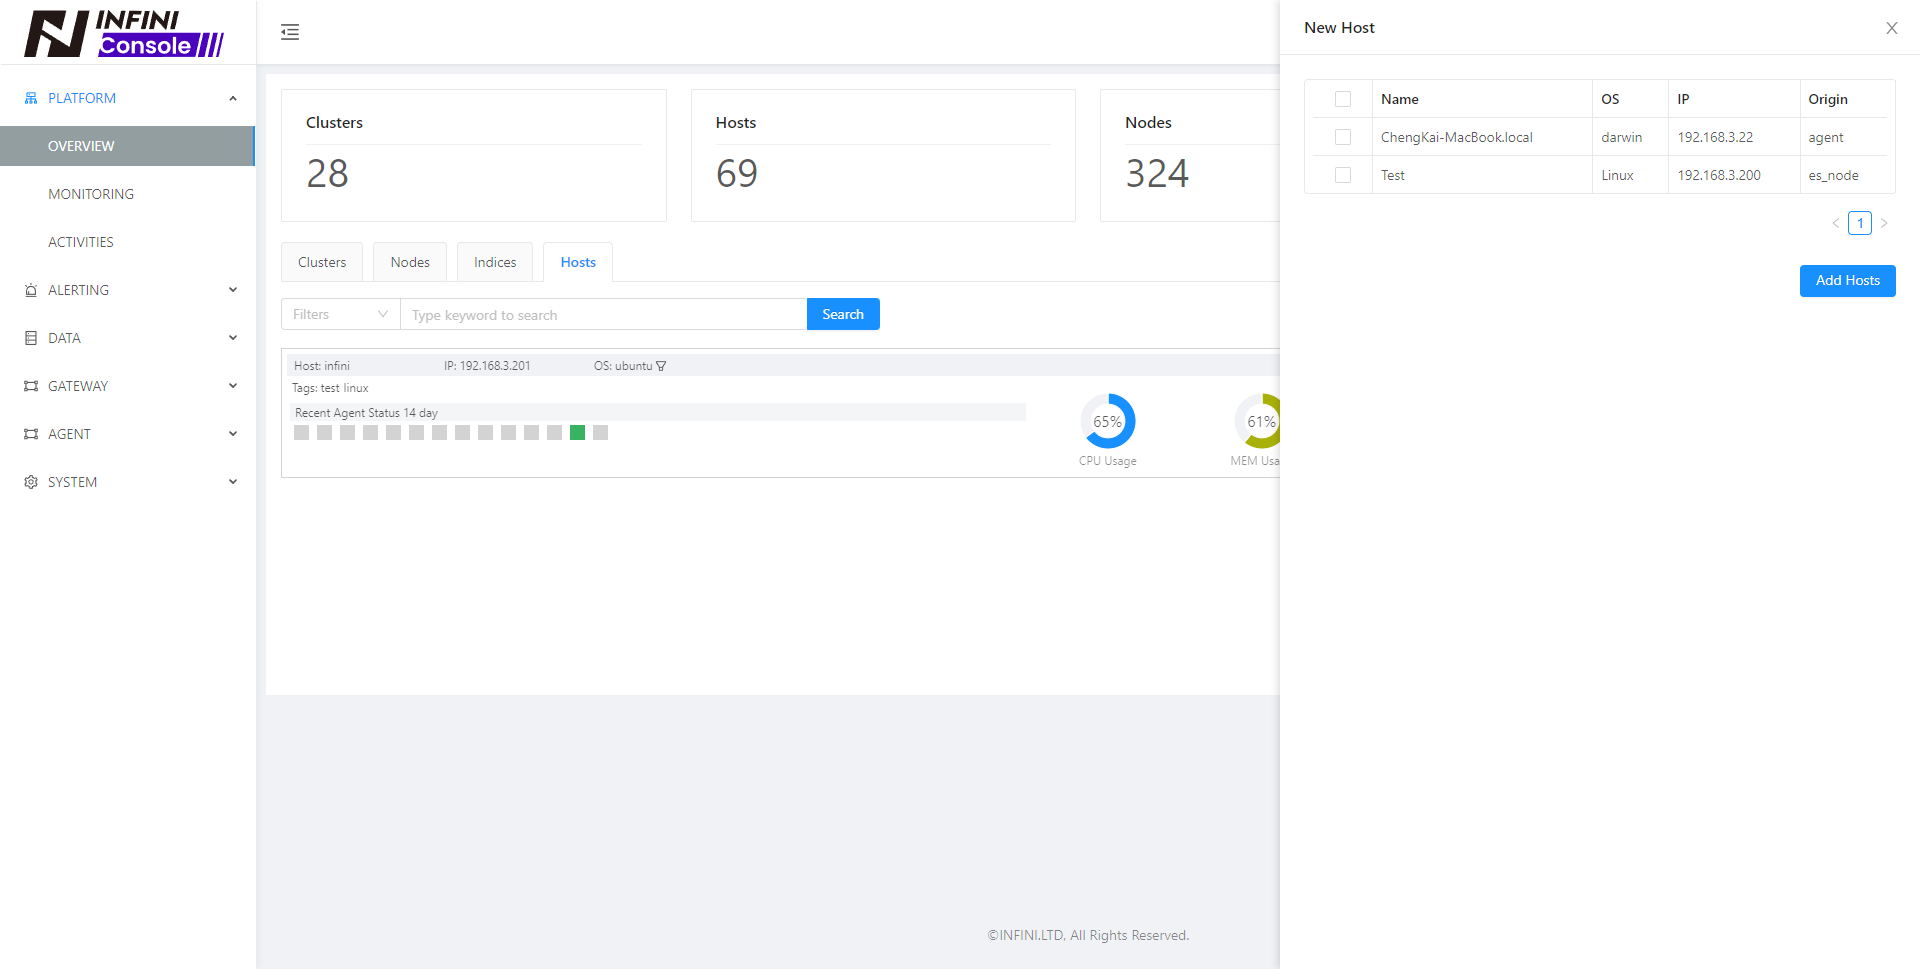 INFINI
Console
PLATFORM
OVERVIEW
MONITORING
ACTIVITIES
ALERTING
DATA
GATEWAY
AGENT
SYSTEM
Clusters
28
Hosts
69
Nodes
324
Clusters Nodes Indices Hosts
Filters Type keyword to search Search
Host: infini IP: 192.168.3.201 OS: ubuntu
Tags: test linux
Recent Agent Status 14 day
65%
CPU Usage
61%
MEM Usa
©INFINI.LTD, All Rights Reserved.
New Host
Name OS IP Origin
ChengKai-MacBook.local darwin 192.168.3.22 agent
Test Linux 192.168.3.200 es_node
1
Add Hosts